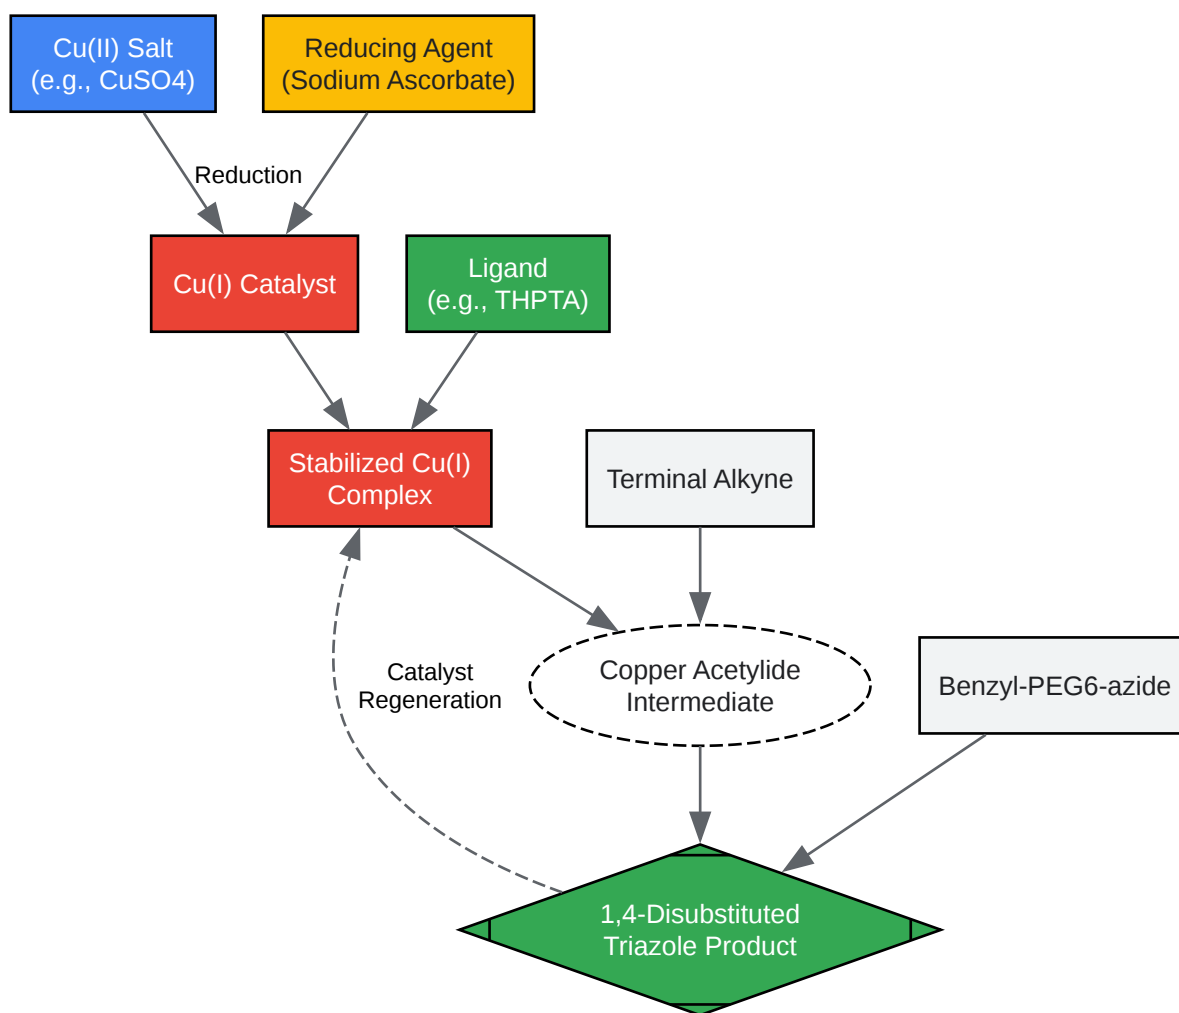 Cu(II) Salt
(e.g., CuSO4)
Reducing Agent
(Sodium Ascorbate)
Reduction
Cu(I) Catalyst
Ligand
(e.g., THPTA)
Stabilized Cu(I)
Complex
Terminal Alkyne
Copper Acetylide
Intermediate
Catalyst
Regeneration
Benzyl-PEG6-azide
1,4-Disubstituted
Triazole Product